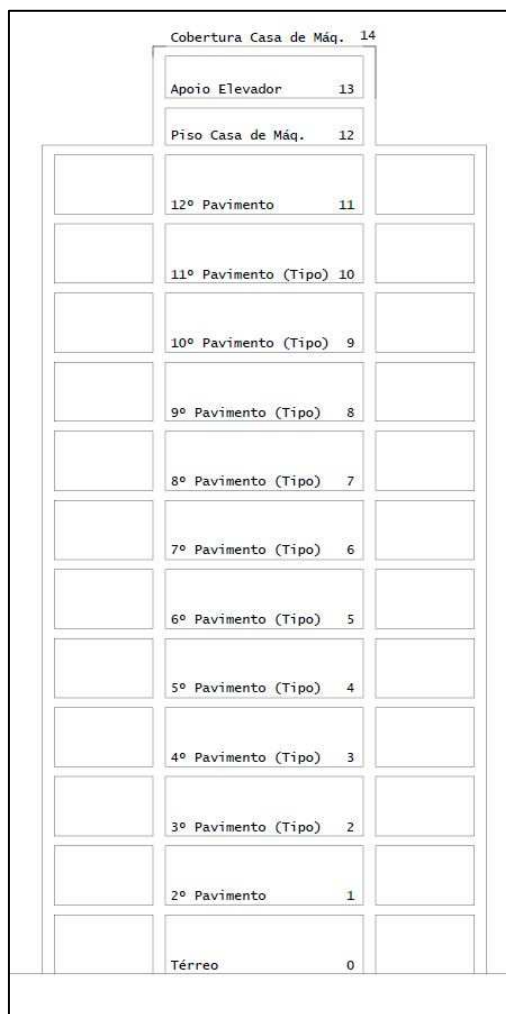 Cobertura Casa de Máq. 14
Apoio Elevador 13
Piso Casa de Máq. 12
12º Pavimento 11
11º Pavimento (Tipo) 10
10º Pavimento (Tipo) 9
9º Pavimento (Tipo) 8
8º Pavimento (Tipo) 7
7º Pavimento (Tipo) 6
6º Pavimento (Tipo) 5
5º Pavimento (Tipo) 4
4º Pavimento (Tipo) 3
3º Pavimento (Tipo) 2
2º Pavimento 1
Térreo 0